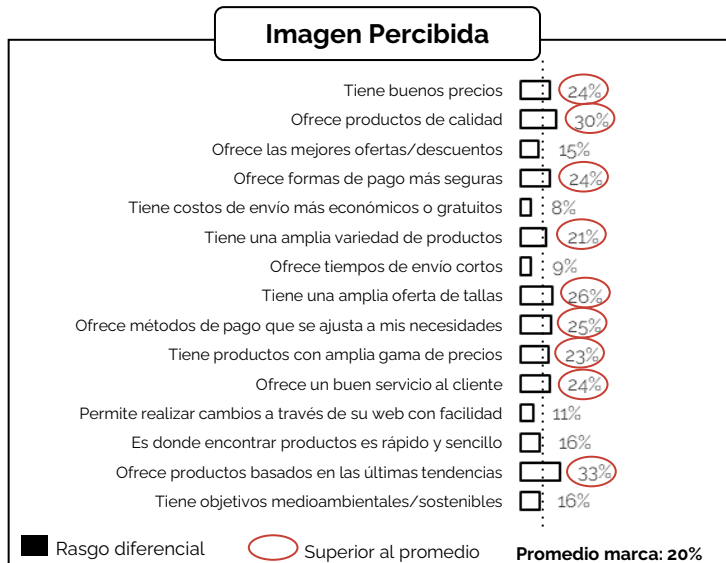 Imagen Percibida
Tiene buenos precios 24%
Ofrece productos de calidad 30%
Ofrece las mejores ofertas/descuentos 15%
Ofrece formas de pago más seguras 24%
Tiene costos de envío más económicos o gratuitos 8%
Tiene una amplia variedad de productos 21%
Ofrece tiempos de envío cortos 9%
Tiene una amplia oferta de tallas 26%
Ofrece métodos de pago que se ajusta a mis necesidades 25%
Tiene productos con amplia gama de precios 23%
Ofrece un buen servicio al cliente 24%
Permite realizar cambios a través de su web con facilidad 11%
Es donde encontrar productos es rápido y sencillo 16%
Ofrece productos basados en las últimas tendencias 33%
Tiene objetivos medioambientales/sostenibles 16%
Rasgo diferencial Superior al promedio Promedio marca: 20%